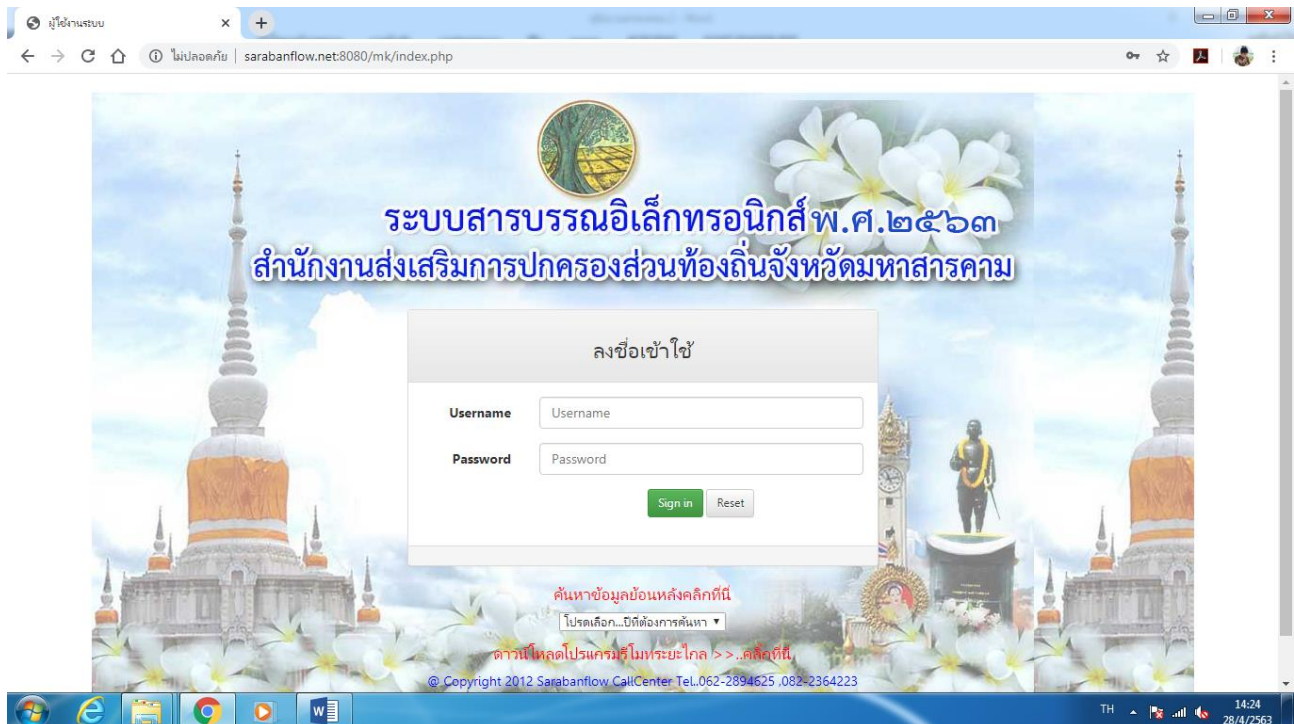 ผู้ใช้งานระบบ
ไม่ปลอดภัย sarabanflow.net:8080/mk/index.php
ระบบสารบรรณอิเล็กทรอนิกส์ พ.ศ.๒๕๖๓
สำนักงานส่งเสริมการปกครองส่วนท้องถิ่นจังหวัดมหาสารคาม
ลงชื่อเข้าใช้
Username Username
Password Password
Sign in Reset
ค้นหาข้อมูลย้อนหลังคลิกที่นี่
โปรดเลือก...ปีที่ต้องการค้นหา
ดาวน์โหลดโปรแกรมรีโมทระยะไกล >>..คลิกที่นี่
@ Copyright 2012 Sarabanflow CallCenter Tel..062-2894625 ,082-2364223
TH 14:24
28/4/2563